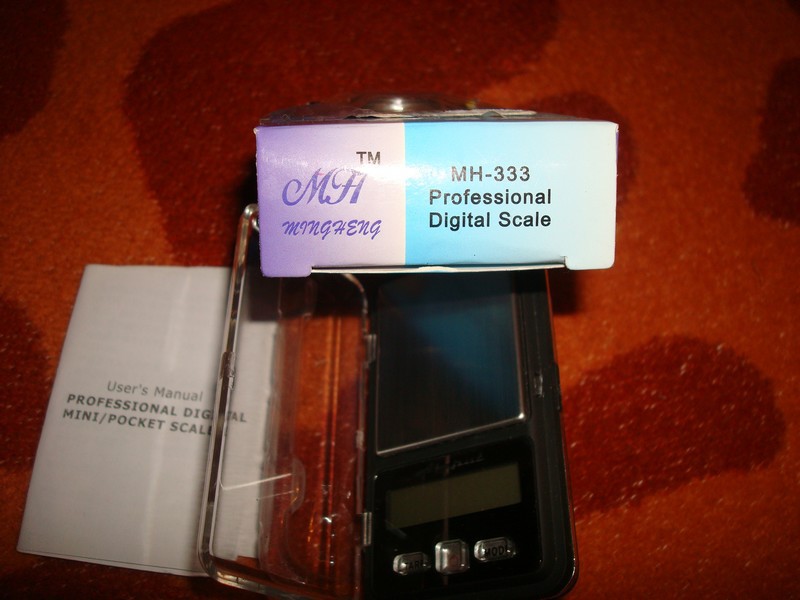 TM
MH
MINGHENG
MH-333
Professional
Digital Scale
User's Manual
PROFESSIONAL DIGITAL
MINI/POCKET SCALE